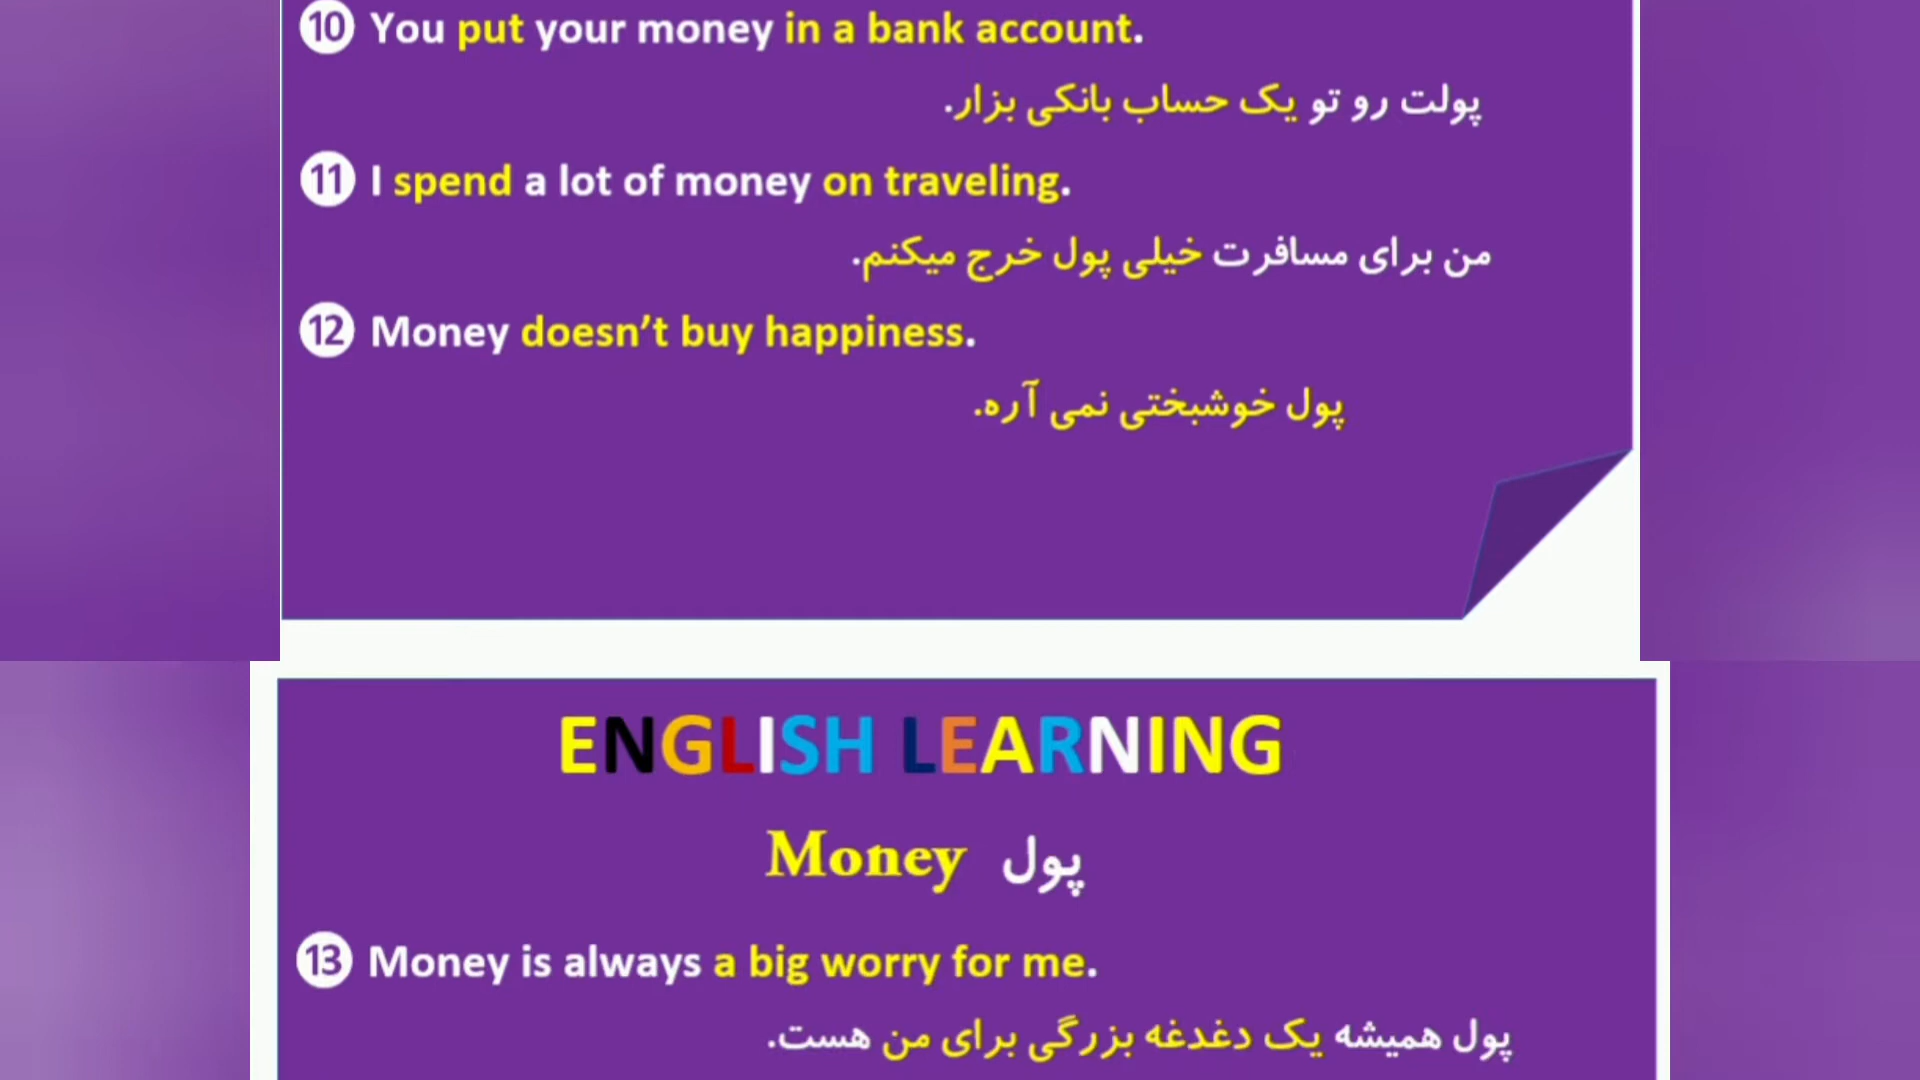 10 You put your money in a bank account.
پولت رو تو یک حساب بانکی بزار.
11 I spend a lot of money on traveling.
من برای مسافرت خیلی پول خرج میکنم.
12 Money doesn’t buy happiness.
پول خوشبختی نمی آره.
ENGLISH LEARNING
Money پول
13 Money is always a big worry for me.
پول همیشه یک دغدغه بزرگی برای من هست.